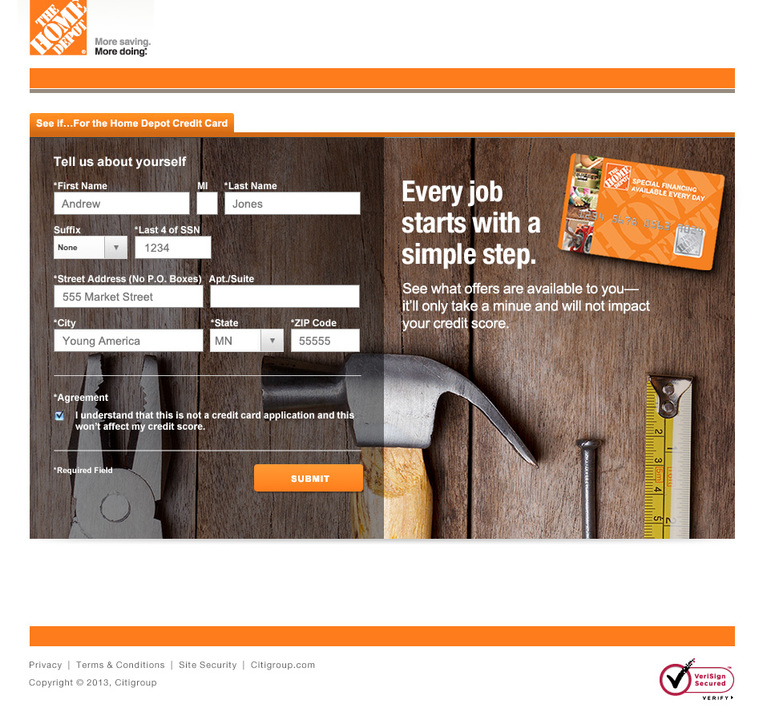 THE
HOME
DEPOT
More saving.
More doing.
See if...For the Home Depot Credit Card
Tell us about yourself
*First Name MI *Last Name
Andrew Jones
Suffix *Last 4 of SSN
None 1234
*Street Address (No P.O. Boxes) Apt./Suite
555 Market Street
*City *State *ZIP Code
Young America MN 55555
*Agreement
I understand that this is not a credit card application and this
won't affect my credit score.
*Required Field
SUBMIT
Every job
starts with a
simple step.
See what offers are available to you—
it'll only take a minue and will not impact
your credit score.
THE
HOME
DEPOT
SPECIAL FINANCING
AVAILABLE EVERY DAY
2
3
4
5
Privacy | Terms & Conditions | Site Security | Citigroup.com
Copyright © 2013, Citigroup
VeriSign
Secured
VERIFY